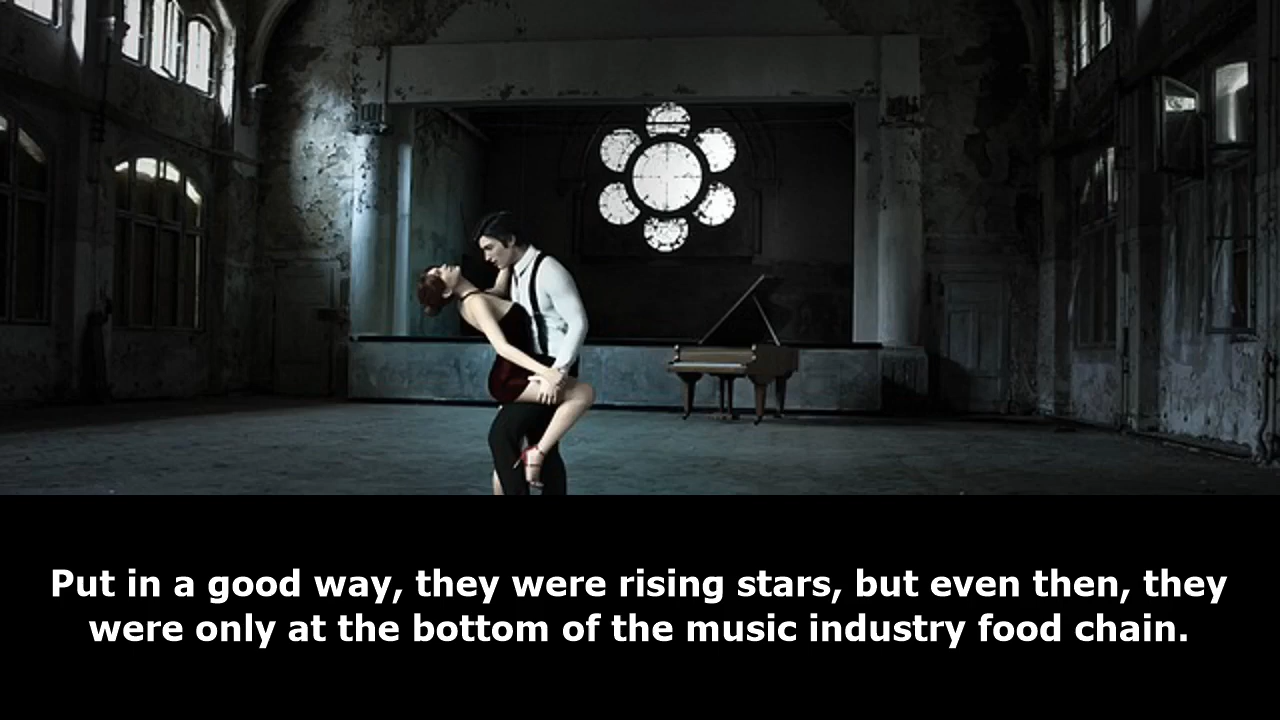 Put in a good way, they were rising stars, but even then, they
were only at the bottom of the music industry food chain.